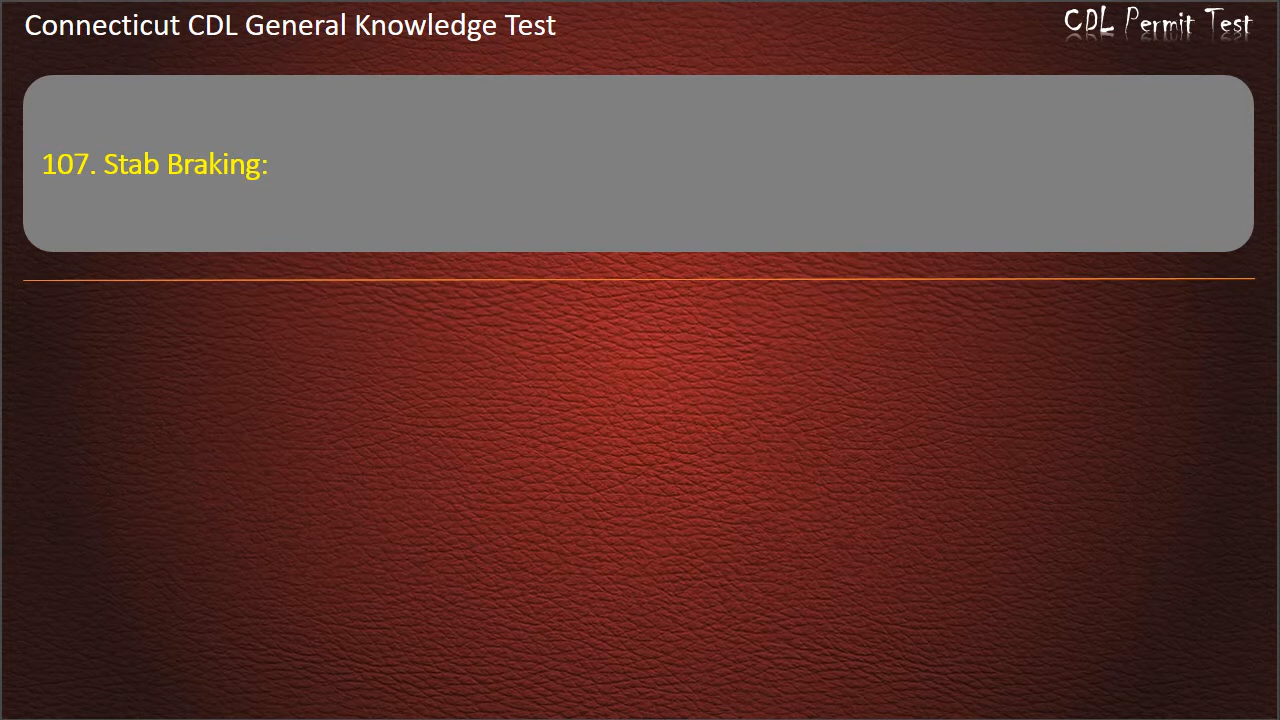 Connecticut CDL General Knowledge Test
CDL Permit Test
107. Stab Braking: